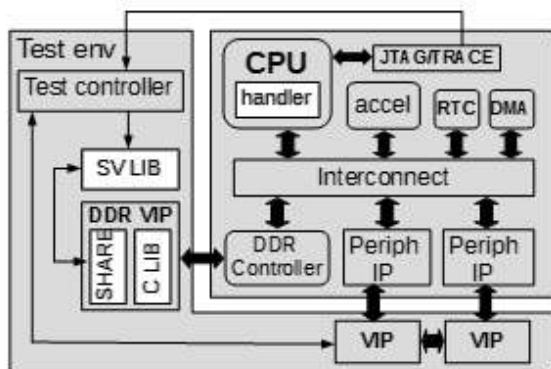 Test env
Test controller
SV LIB
DDR VIP
SHARE
C LIB
CPU
handler
JTAG/TRACE
accel
RTC
DMA
Interconnect
DDR
Controller
Periph
IP
Periph
IP
VIP
VIP